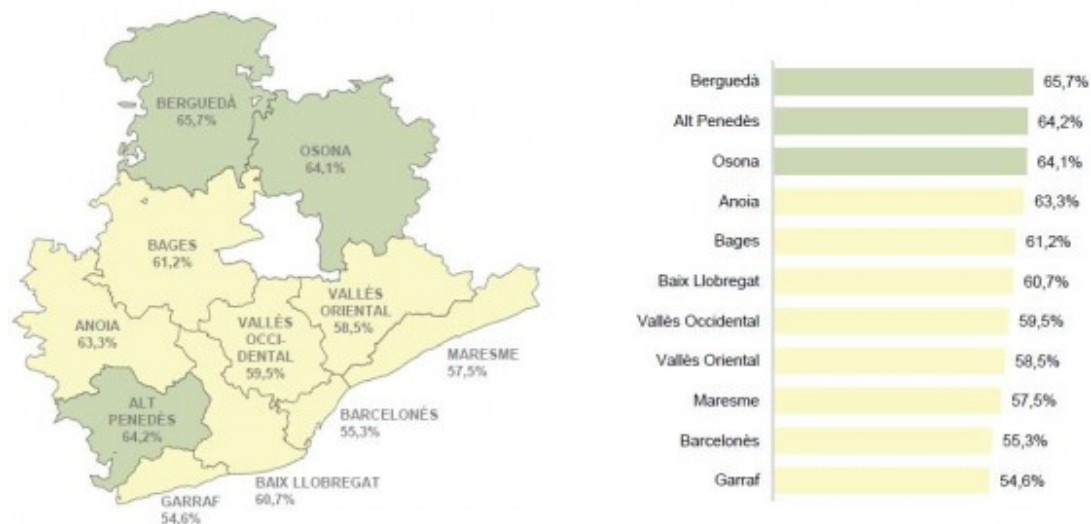 BERGUEDÀ
65,7%
OSONA
64,1%
BAGES
61,2%
VALLÈS
ORIENTAL
58,5%
ANOIA
63,3%
VALLÈS
OCCI-
DENTAL
59,5%
MARESME
57,5%
ALT
PENEDÈS
64,2%
BARCELONÈS
55,3%
BAIX LLOBREGAT
60,7%
GARRAF
54,6%
Berguedà 65,7%
Alt Penedès 64,2%
Osona 64,1%
Anoia 63,3%
Bages 61,2%
Baix Llobregat 60,7%
Vallès Occidental 59,5%
Vallès Oriental 58,5%
Maresme 57,5%
Barcelonès 55,3%
Garraf 54,6%